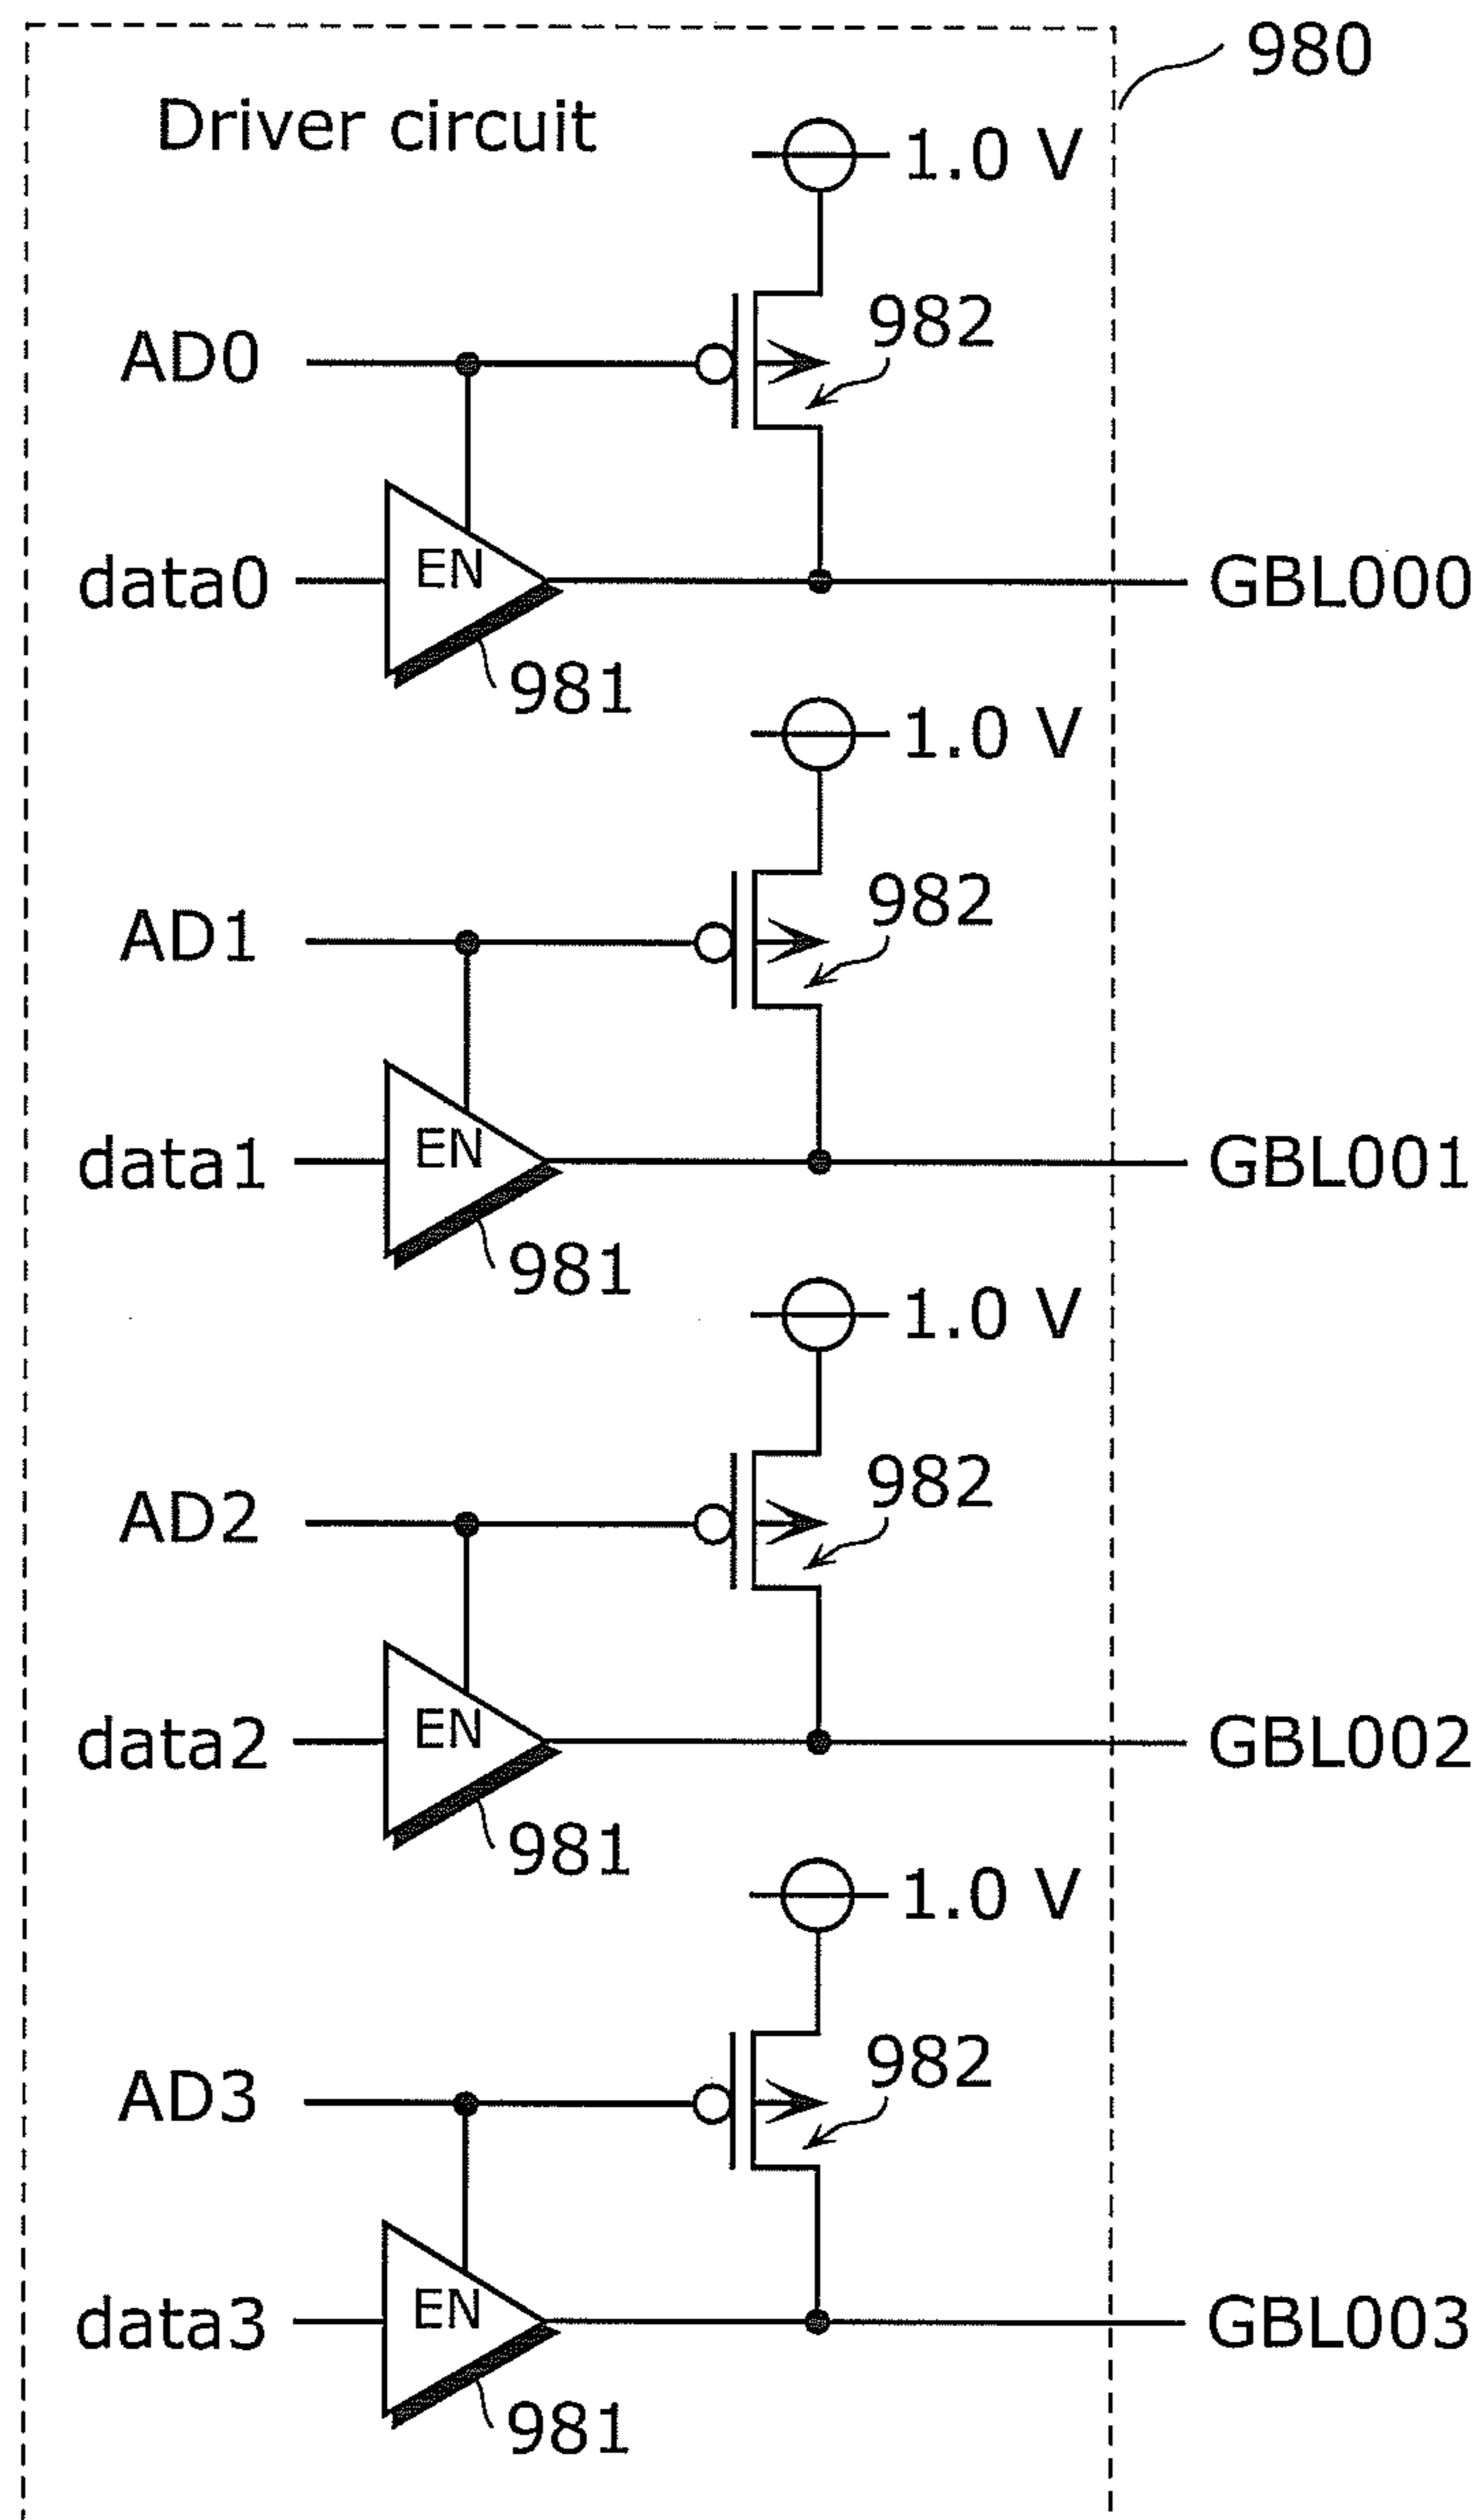 980
Driver circuit
1.0 V
982
AD0
EN
data0
GBL000
981
1.0 V
982
AD1
EN
data1
GBL001
981
1.0 V
982
AD2
EN
data2
GBL002
981
1.0 V
982
AD3
EN
data3
GBL003
981